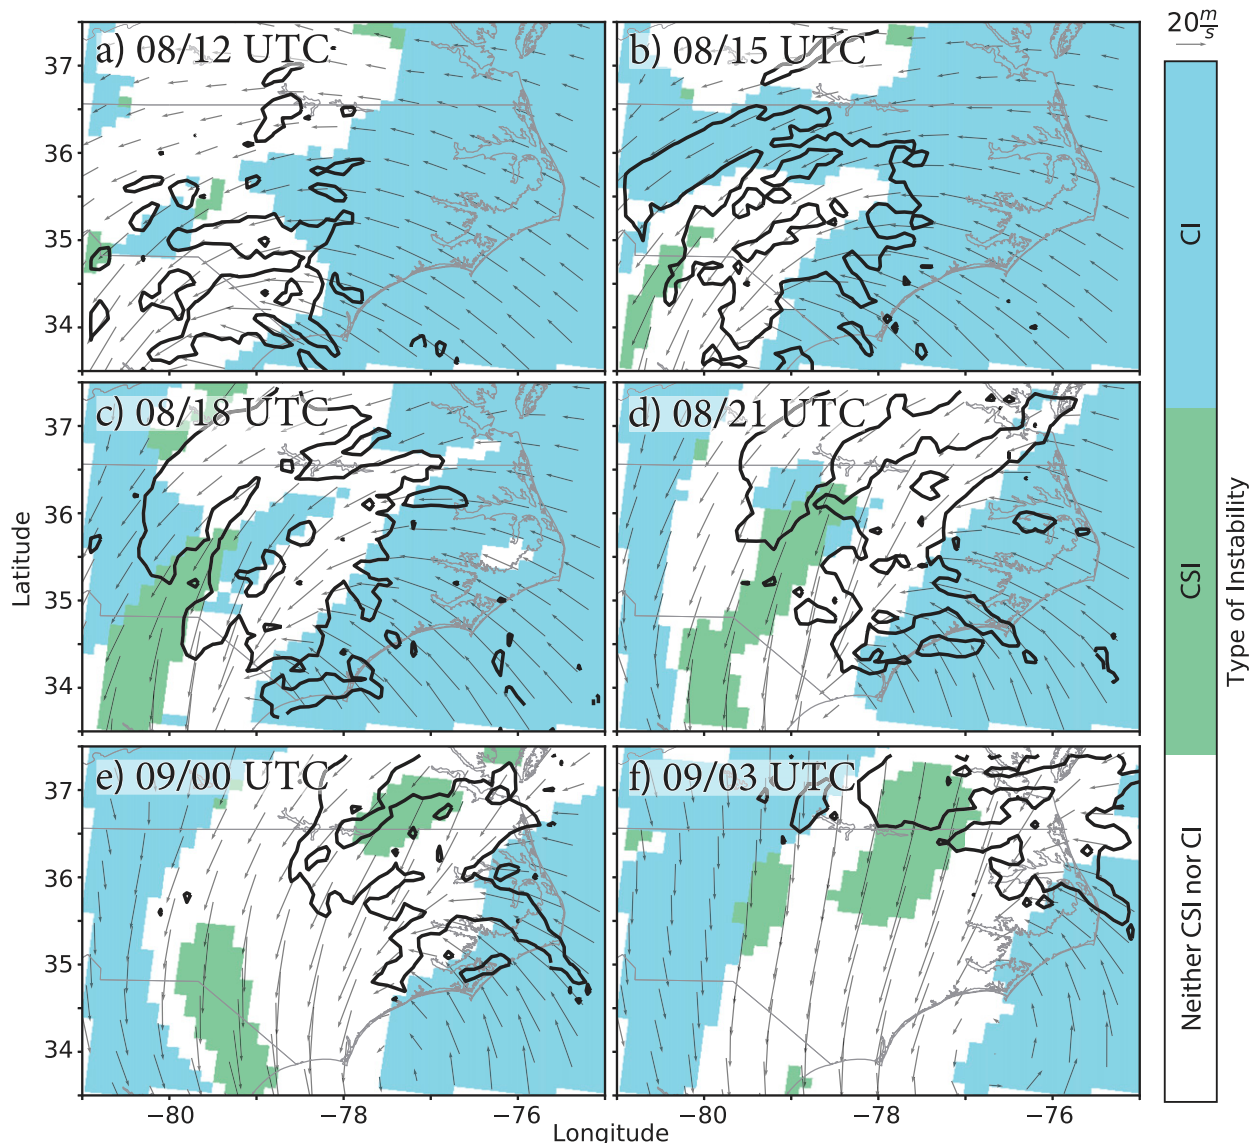 20 m/s
a) 08/12 UTC
b) 08/15 UTC
37
36
35
34
c) 08/18 UTC
d) 08/21 UTC
37
36
35
34
Latitude
e) 09/00 UTC
f) 09/03 UTC
37
36
35
34
−80
−78
−76
−80
−78
−76
Longitude
CI
CSI
Neither CSI nor CI
Type of Instability